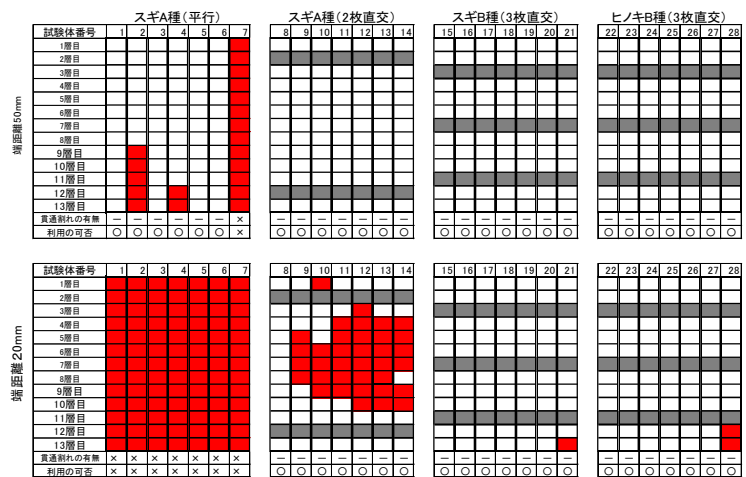 スギA種(平行) スギA種(2枚直交) スギB種(3枚直交) ヒノキB種(3枚直交)
端距離50mm
試験体番号 1 2 3 4 5 6 7 8 9 10 11 12 13 14 15 16 17 18 19 20 21 22 23 24 25 26 27 28
1層目
2層目
3層目
4層目
5層目
6層目
7層目
8層目
9層目
10層目
11層目
12層目
13層目
貫通割れの有無 － － － － － － × － － － － － － － － － － － － － － － － － － － － －
利用の可否 ○ ○ ○ ○ ○ ○ × ○ ○ ○ ○ ○ ○ ○ ○ ○ ○ ○ ○ ○ ○ ○ ○ ○ ○ ○ ○ ○
端距離20mm
試験体番号 1 2 3 4 5 6 7 8 9 10 11 12 13 14 15 16 17 18 19 20 21 22 23 24 25 26 27 28
1層目
2層目
3層目
4層目
5層目
6層目
7層目
8層目
9層目
10層目
11層目
12層目
13層目
貫通割れの有無 × × × × × × × － － － － － － － － － － － － － － － － － － － － －
利用の可否 × × × × × × × ○ ○ ○ ○ ○ ○ ○ ○ ○ ○ ○ ○ ○ ○ ○ ○ ○ ○ ○ ○ ○